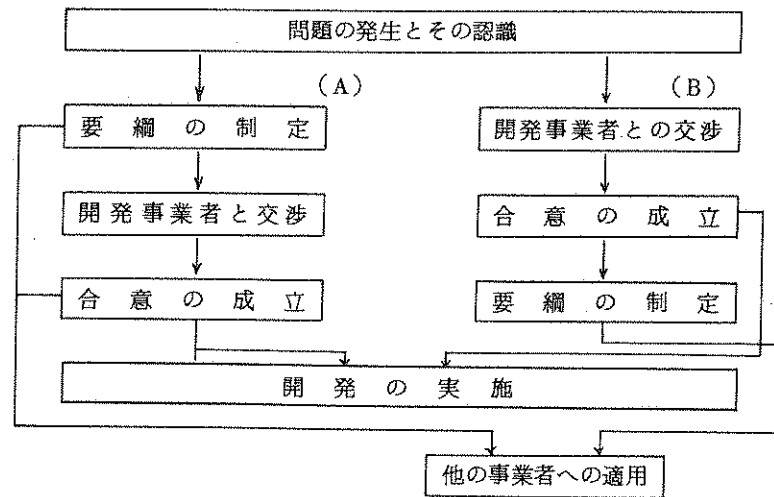 問題の発生とその認識
(A)
(B)
要綱の制定
開発事業者との交渉
開発事業者と交渉
合意の成立
合意の成立
要綱の制定
開発の実施
他の事業者への適用